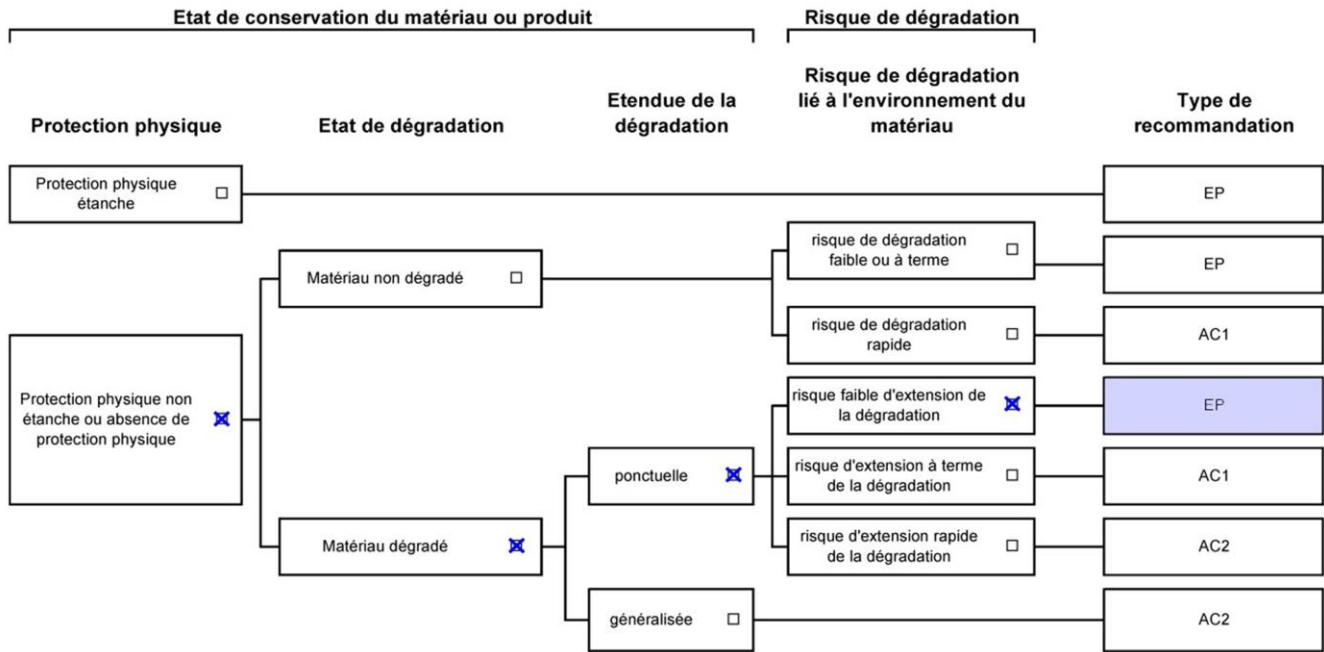 Etat de conservation du matériau ou produit
Risque de dégradation
Protection physique
Etat de dégradation
Etendue de la
dégradation
Risque de dégradation
lié à l'environnement du
matériau
Type de
recommandation
Protection physique
étanche
EP
risque de dégradation
faible ou à terme
EP
Matériau non dégradé
risque de dégradation
rapide
AC1
Protection physique non
étanche ou absence de
protection physique
risque faible d'extension de
la dégradation
EP
ponctuelle
risque d'extension à terme
de la dégradation
AC1
Matériau dégradé
risque d'extension rapide
de la dégradation
AC2
généralisée
AC2